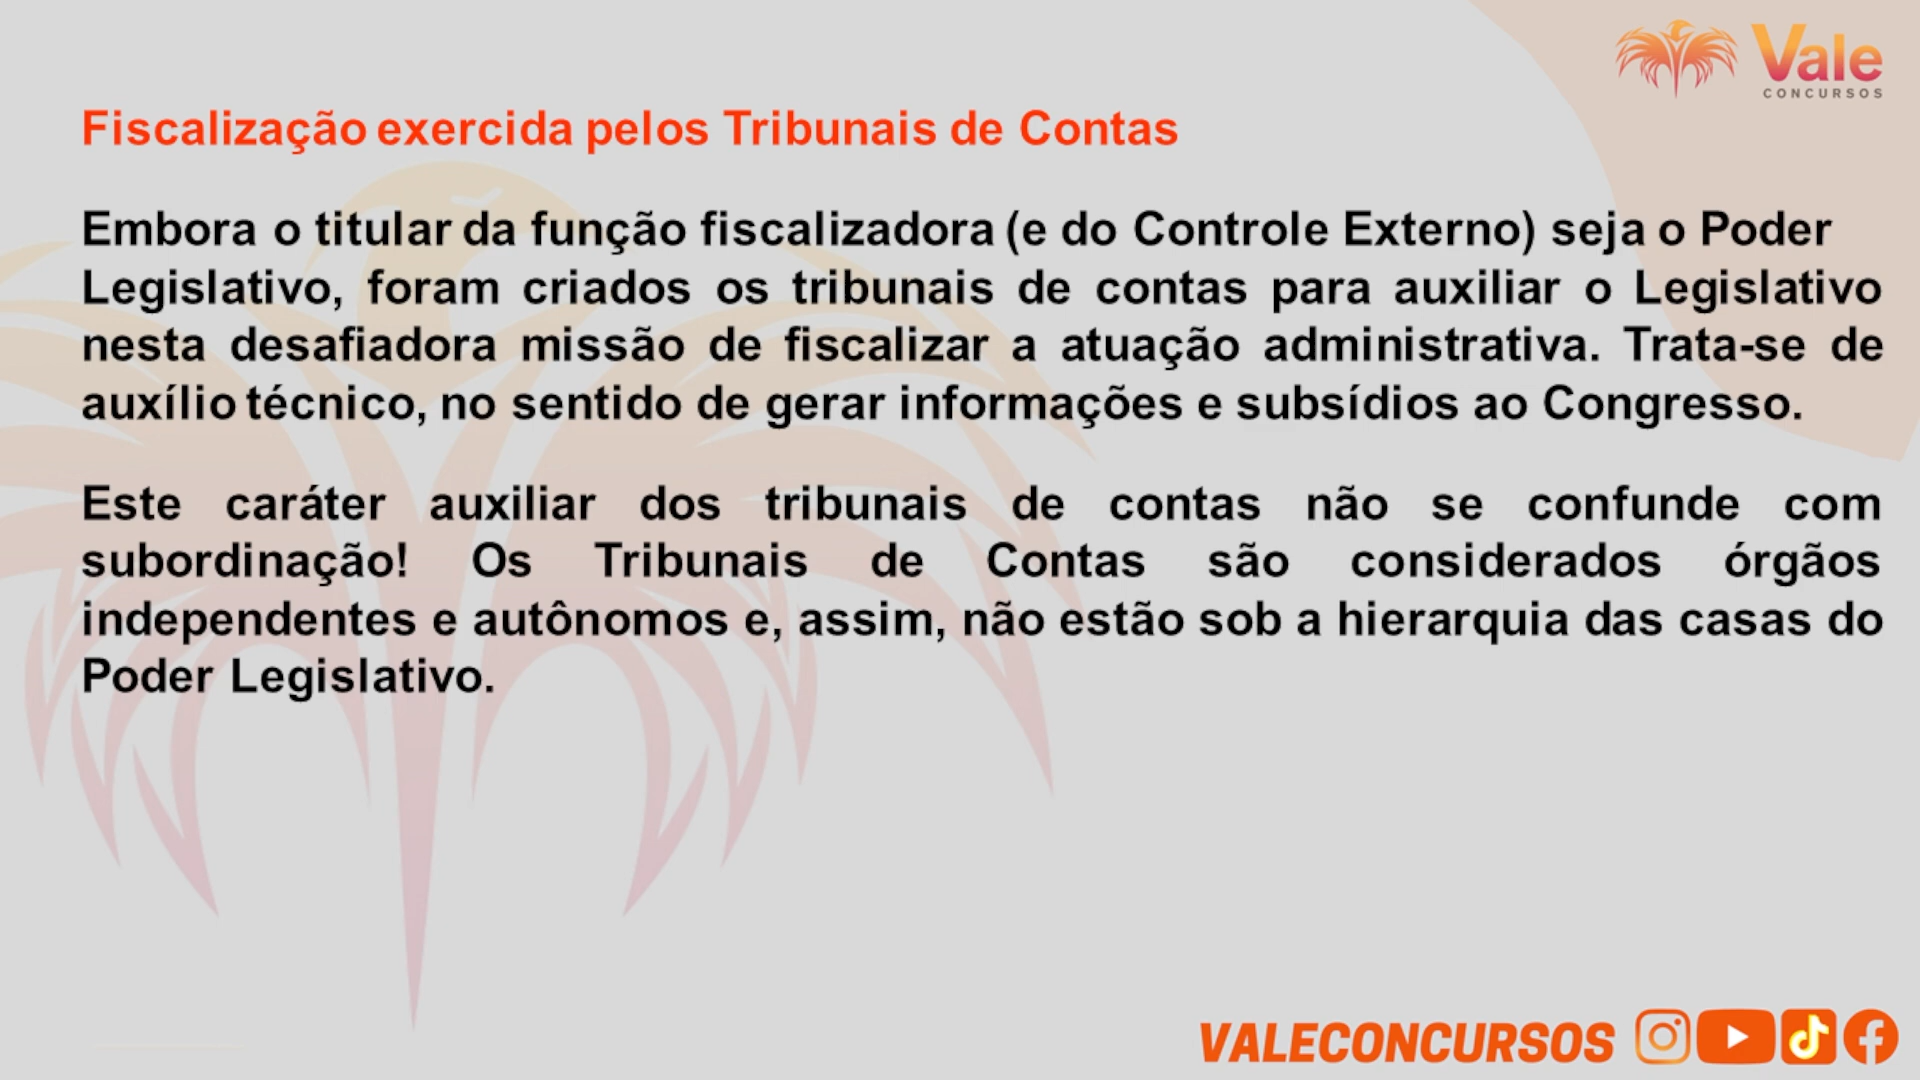 Vale
CONCURSOS
Fiscalização exercida pelos Tribunais de Contas
Embora o titular da função fiscalizadora (e do Controle Externo) seja o Poder
Legislativo, foram criados os tribunais de contas para auxiliar o Legislativo
nesta desafiadora missão de fiscalizar a atuação administrativa. Trata-se de
auxílio técnico, no sentido de gerar informações e subsídios ao Congresso.
Este caráter auxiliar dos tribunais de contas não se confunde com
subordinação! Os Tribunais de Contas são considerados órgãos
independentes e autônomos e, assim, não estão sob a hierarquia das casas do
Poder Legislativo.
VALECONCURSOS